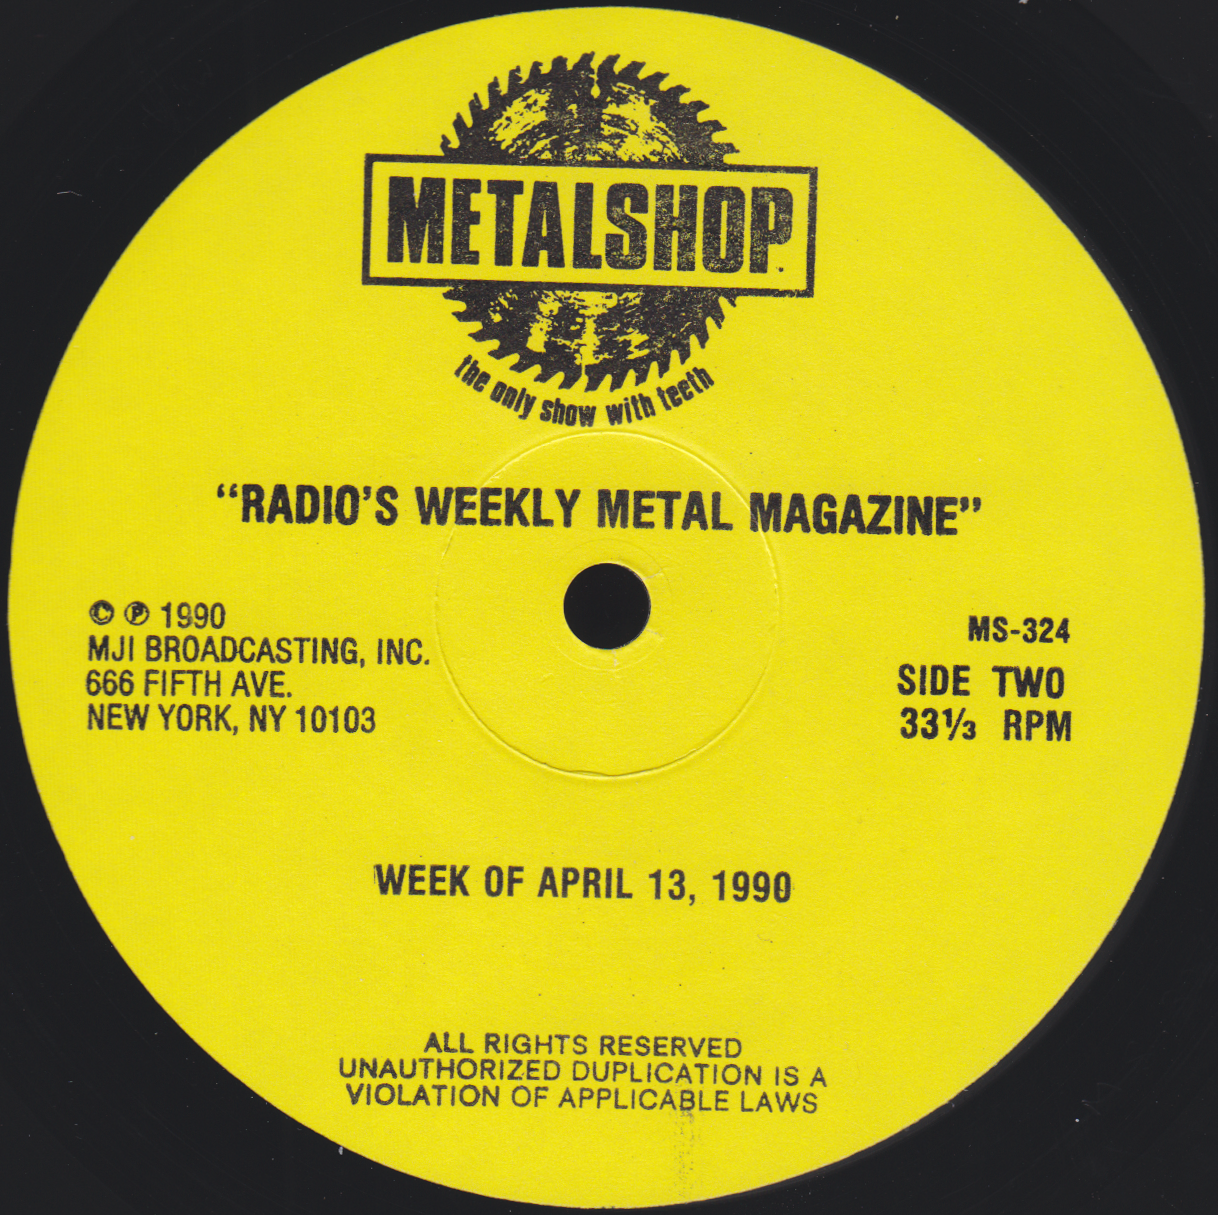 METALSHOP.
the only show with teeth
“RADIO’S WEEKLY METAL MAGAZINE”
© ℗ 1990
MJI BROADCASTING, INC.
666 FIFTH AVE.
NEW YORK, NY 10103
MS-324
SIDE TWO
33⅓ RPM
WEEK OF APRIL 13, 1990
ALL RIGHTS RESERVED
UNAUTHORIZED DUPLICATION IS A
VIOLATION OF APPLICABLE LAWS